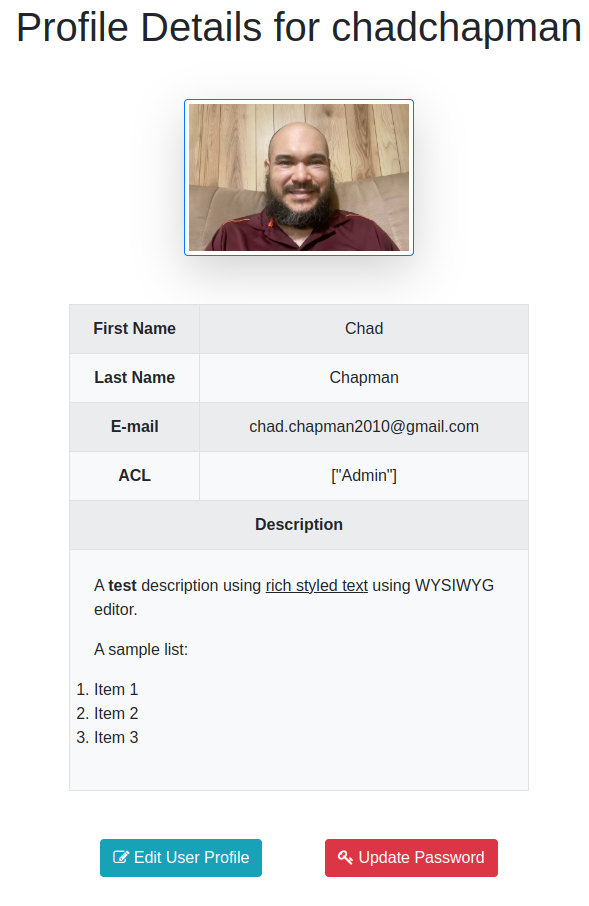 Profile Details for chadchapman
First Name Chad
Last Name Chapman
E-mail chad.chapman2010@gmail.com
ACL ["Admin"]
Description
A test description using rich styled text using WYSIWYG
editor.
A sample list:
1. Item 1
2. Item 2
3. Item 3
Edit User Profile Update Password